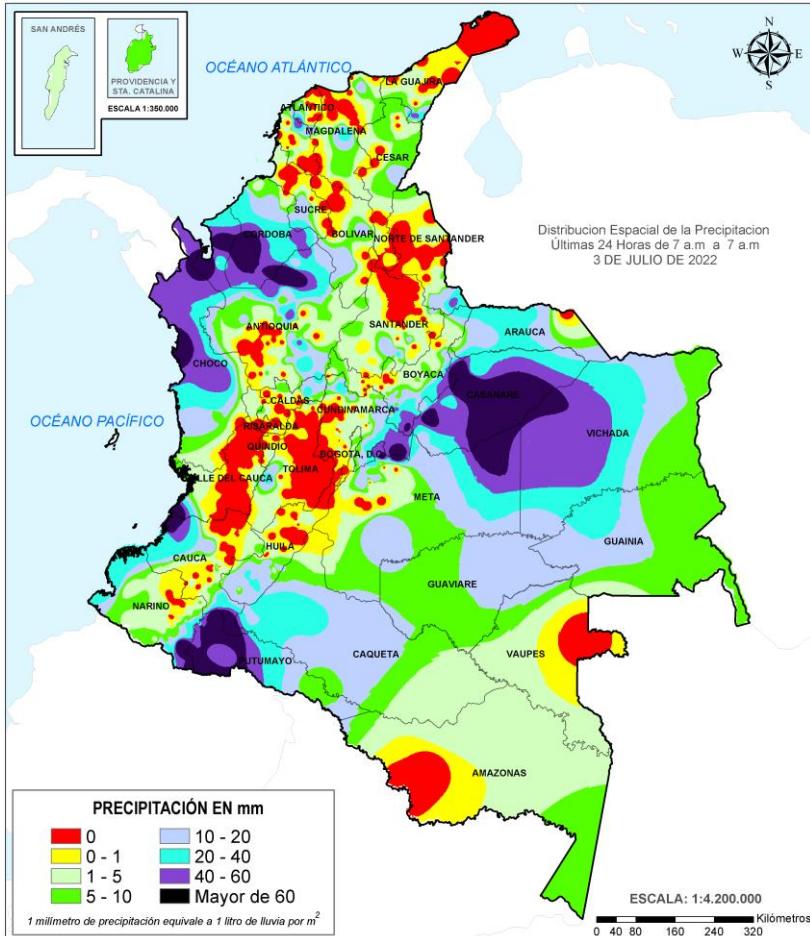 SAN ANDRÉS
PROVIDENCIA Y
STA. CATALINA
ESCALA 1:350.000
OCÉANO ATLÁNTICO
N
W
E
S
LA GUAJIRA
ATLANTICO
MAGDALENA
CESAR
SUCRE
CORDOBA
BOLIVAR
NORTE DE SANTANDER
Distribucion Espacial de la Precipitacion
Últimas 24 Horas de 7 a.m a 7 a.m
3 DE JULIO DE 2022
ANTIOQUIA
SANTANDER
ARAUCA
CHOCO
BOYACA
CASANARE
CALDAS
CUNDINAMARCA
OCÉANO PACÍFICO
RISARALDA
VICHADA
QUINDIO
BOGOTA, D.C.
TOLIMA
VALLE DEL CAUCA
META
GUAINIA
HUILA
CAUCA
GUAVIARE
NARINO
VAUPES
CAQUETA
PUTUMAYO
AMAZONAS
PRECIPITACIÓN EN mm
0
0 - 1
1 - 5
5 - 10
10 - 20
20 - 40
40 - 60
Mayor de 60
1 milímetro de precipitación equivale a 1 litro de lluvia por m2
ESCALA: 1:4.200.000
Kilómetros
0 40 80 160 240 320